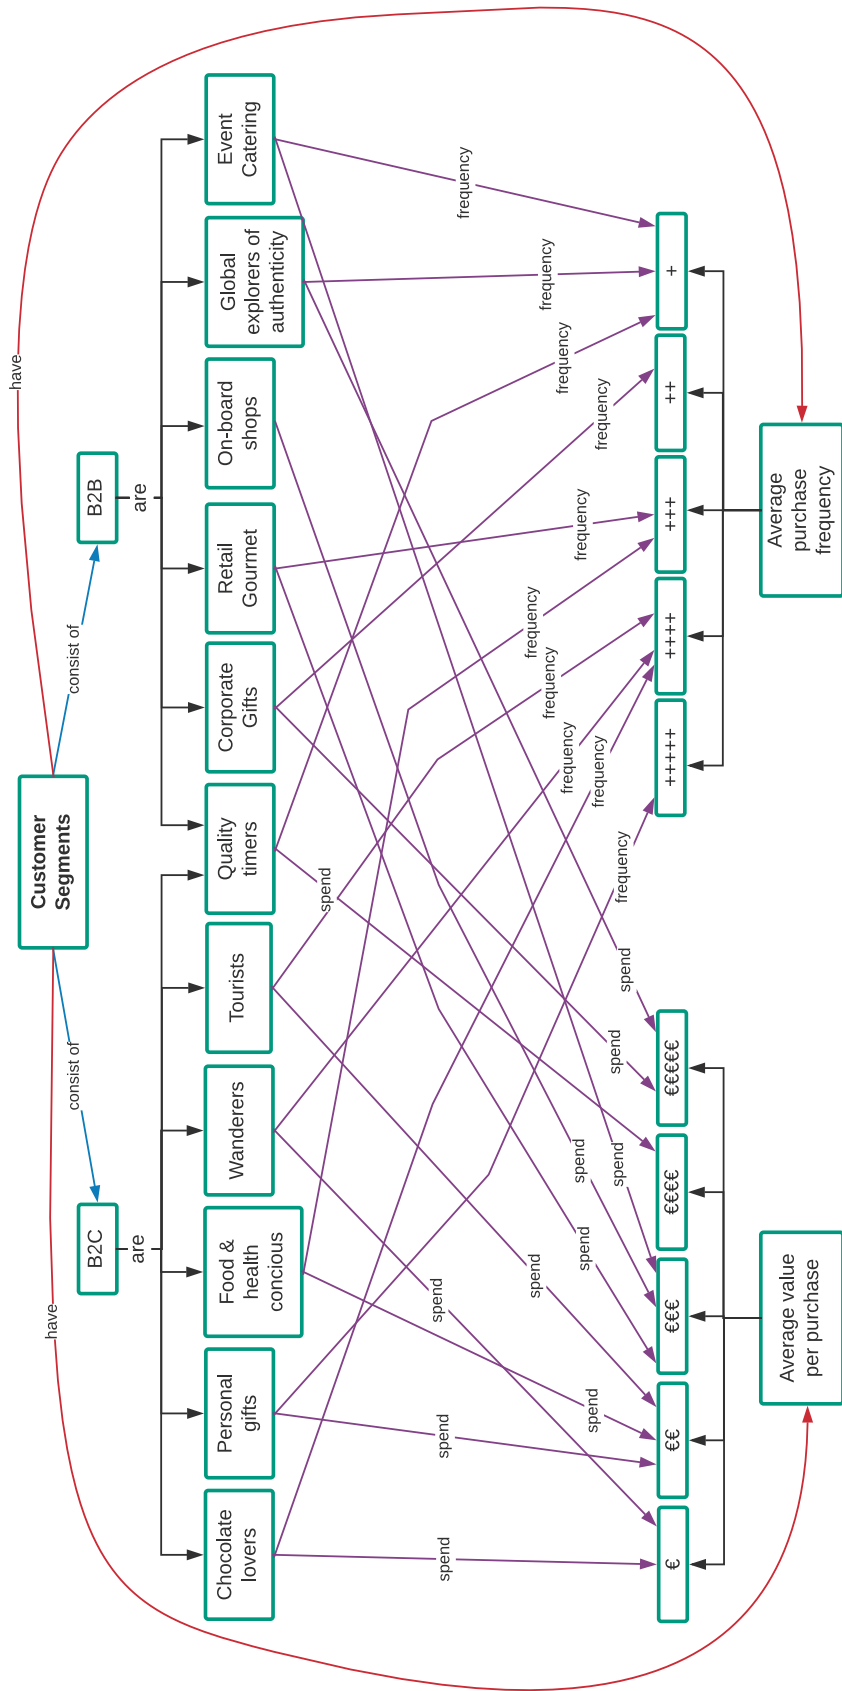 Customer
Segments
have
have
consist of
consist of
B2C
B2B
are
are
Chocolate
lovers
Personal
gifts
Food &
health
concious
Wanderers
Tourists
Quality
timers
Corporate
Gifts
Retail
Gourmet
On-board
shops
Global
explorers of
authenticity
Event
Catering
spend
spend
spend
spend
spend
spend
spend
spend
spend
spend
frequency
frequency
frequency
frequency
frequency
frequency
frequency
frequency
frequency
frequency
€
€€
€€€
€€€€
€€€€€
+++++
++++
+++
++
+
Average value
per purchase
Average
purchase
frequency